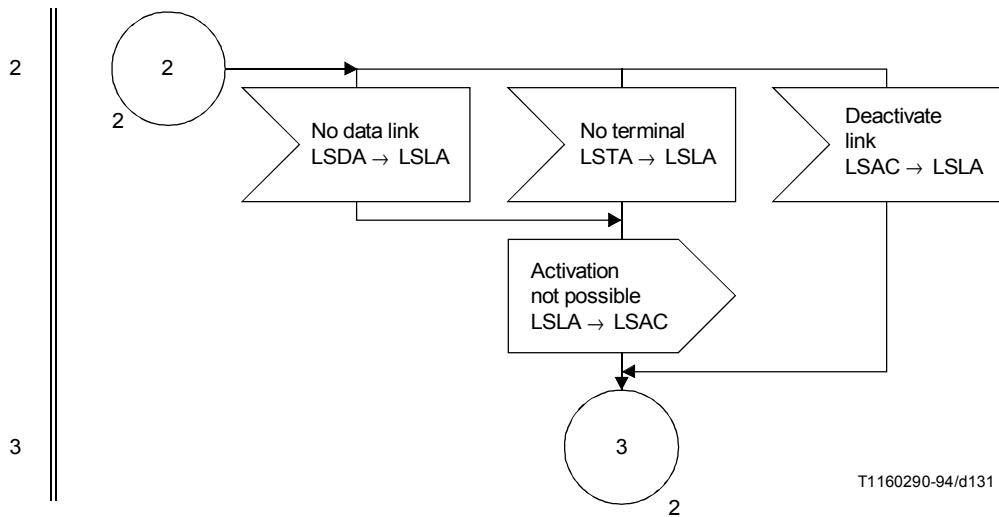 2
2
2
No data link
LSDA → LSLA
No terminal
LSTA → LSLA
Deactivate
link
LSAC → LSLA
Activation
not possible
LSLA → LSAC
3
3
2
T1160290-94/d131